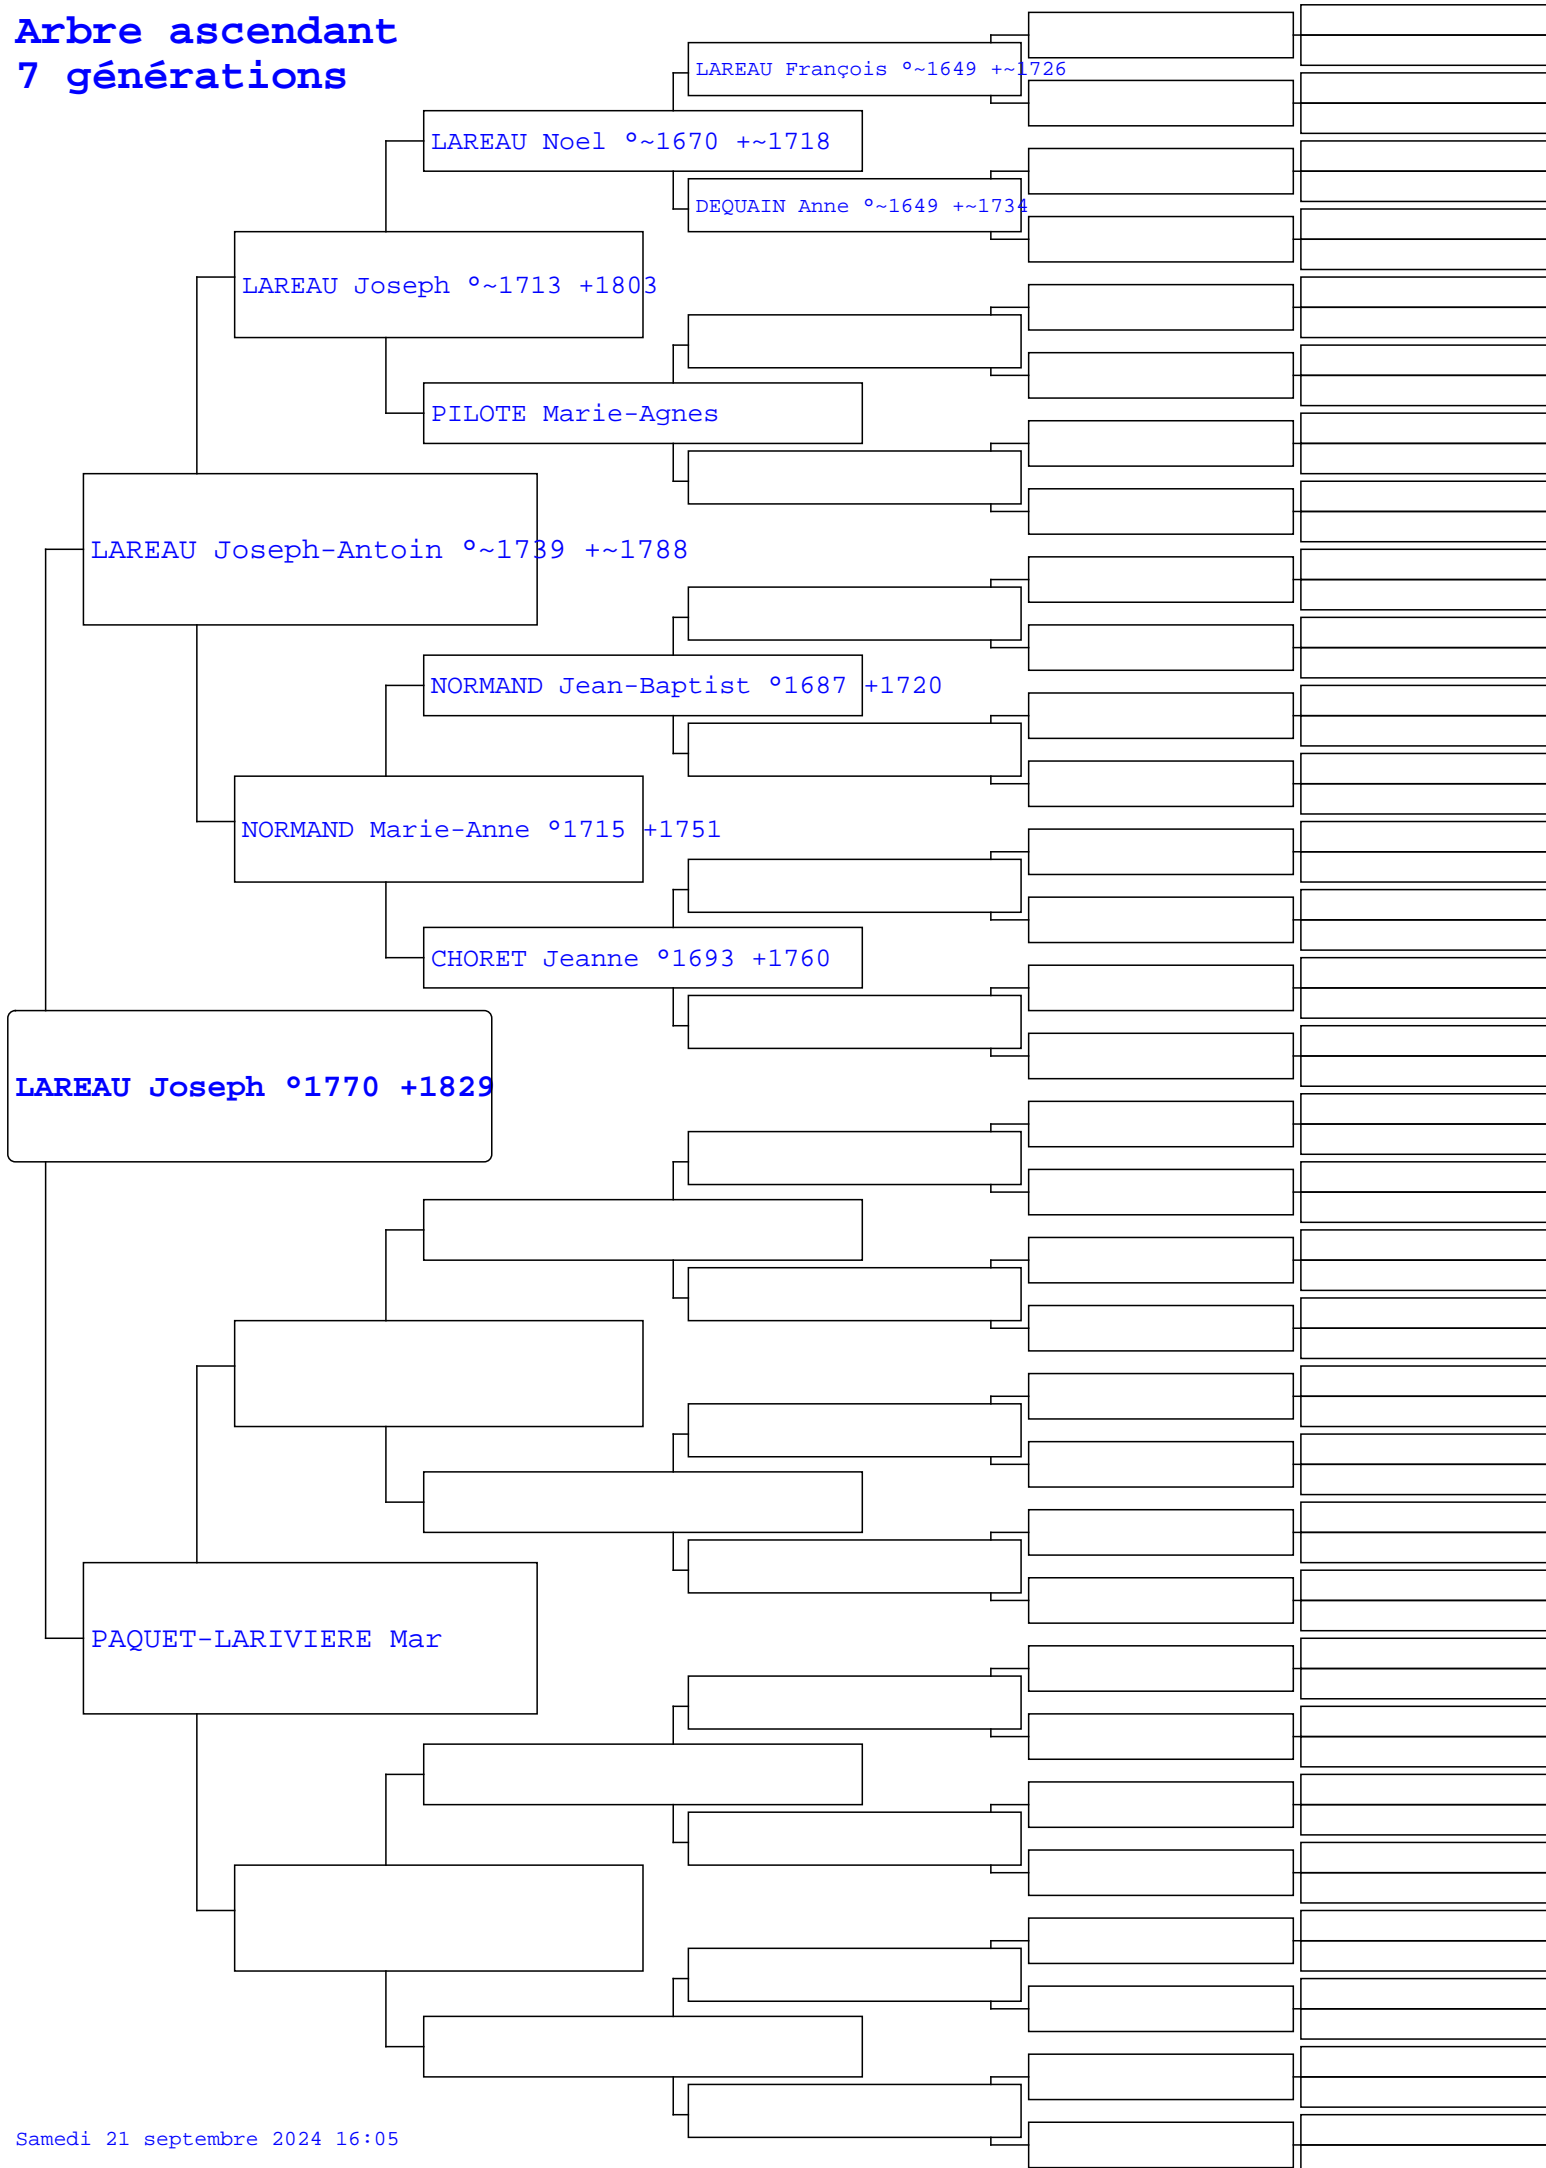 Arbre ascendant
7 générations
LAREAU François °~1649 +~1726
LAREAU Noel °~1670 +~1718
DEQUAIN Anne °~1649 +~1734
LAREAU Joseph °~1713 +1803
PILOTE Marie-Agnes
LAREAU Joseph-Antoin °~1739 +~1788
NORMAND Jean-Baptist °1687 +1720
NORMAND Marie-Anne °1715 +1751
CHORET Jeanne °1693 +1760
LAREAU Joseph °1770 +1829
PAQUET-LARIVIERE Mar
Samedi 21 septembre 2024 16:05